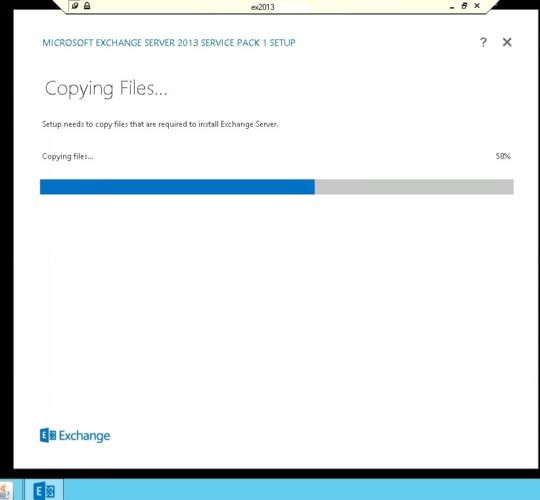 ex2013
MICROSOFT EXCHANGE SERVER 2013 SERVICE PACK 1 SETUP
?
Copying Files...
Setup needs to copy files that are required to install Exchange Server.
Copying files...
58%
E Exchange
E